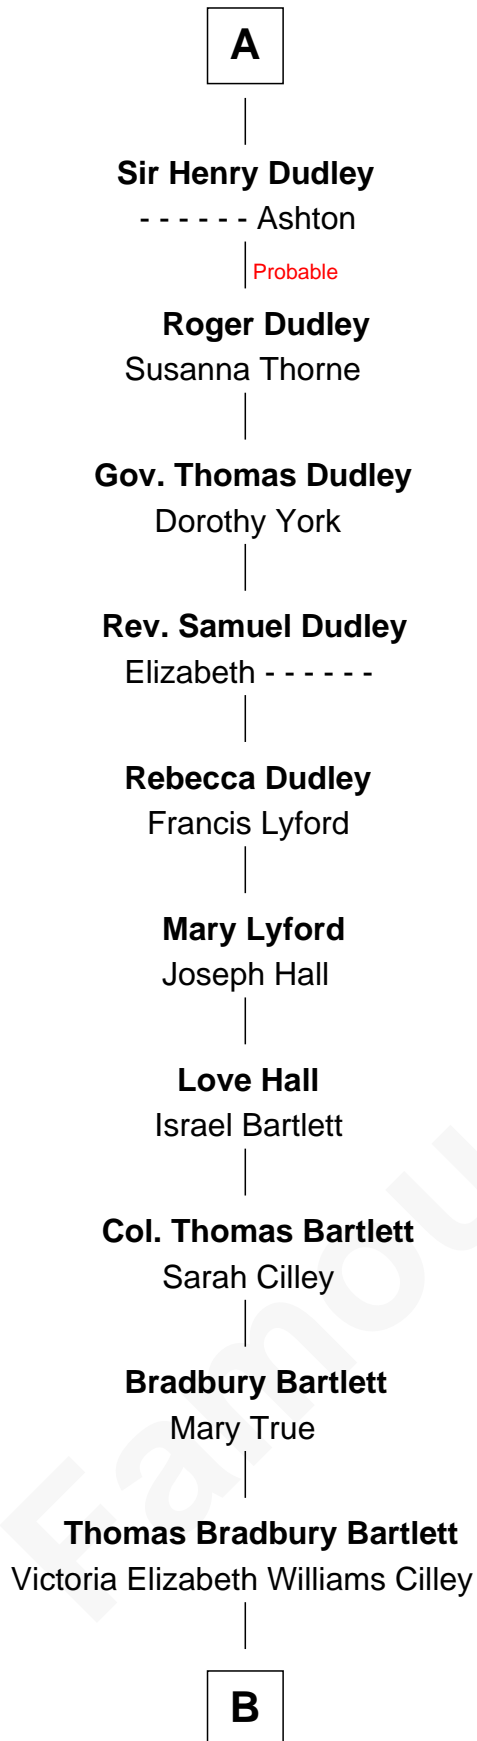 A
Sir Henry Dudley
- - - - - - Ashton
Probable
Roger Dudley
Susanna Thorne
Gov. Thomas Dudley
Dorothy York
Rev. Samuel Dudley
Elizabeth - - - - - -
Rebecca Dudley
Francis Lyford
Mary Lyford
Joseph Hall
Love Hall
Israel Bartlett
Col. Thomas Bartlett
Sarah Cilley
Bradbury Bartlett
Mary True
Thomas Bradbury Bartlett
Victoria Elizabeth Williams Cilley
B
Famou